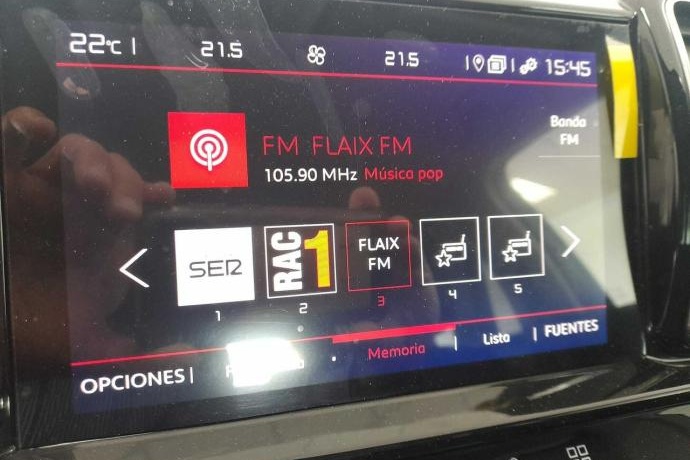 22°C | 21.5 21.5 | | 15:45
Banda
FM
FM FLAIX FM
105.90 MHz Música pop
SER RAC 1 FLAIX
FM
1 2 3 4 5
OPCIONES | Memoria | Lista | FUENTES